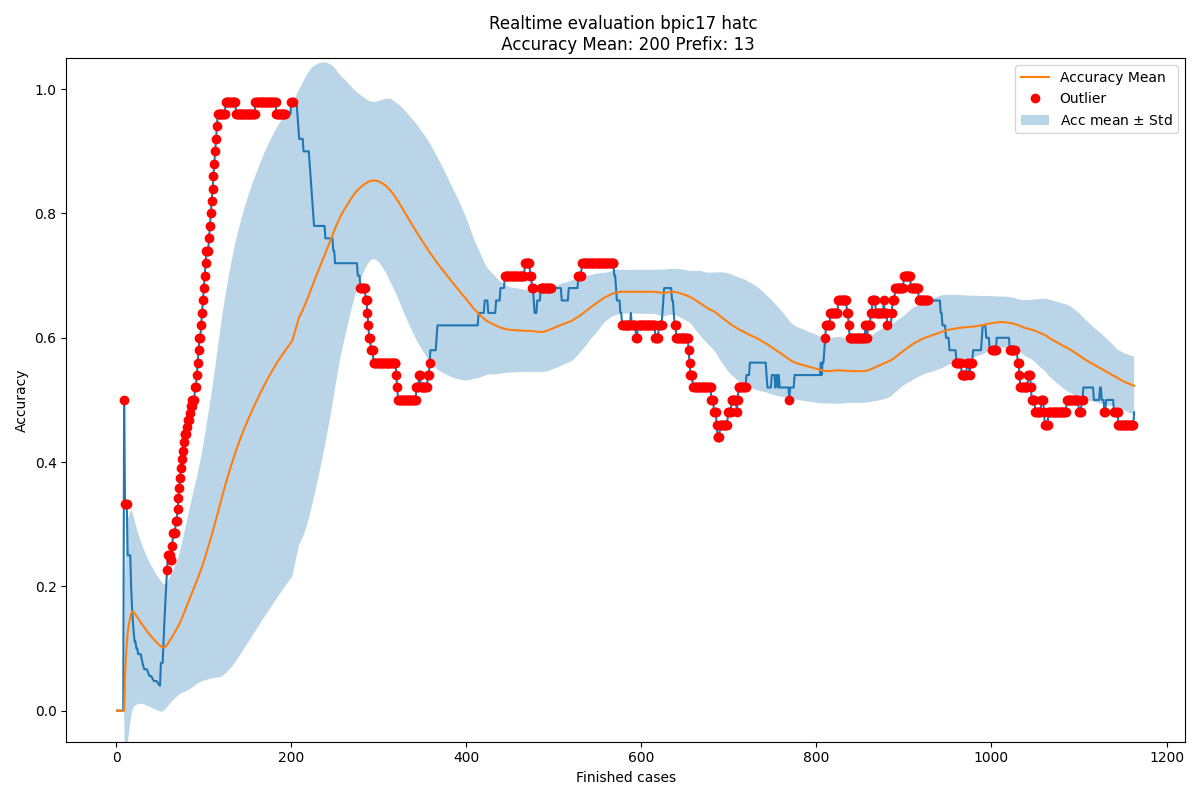 Realtime evaluation bpic17 hatc
Accuracy Mean: 200 Prefix: 13
Accuracy Mean
Outlier
Acc mean ± Std
1.0
0.8
0.6
0.4
0.2
0.0
Accuracy
0 200 400 600 800 1000 1200
Finished cases